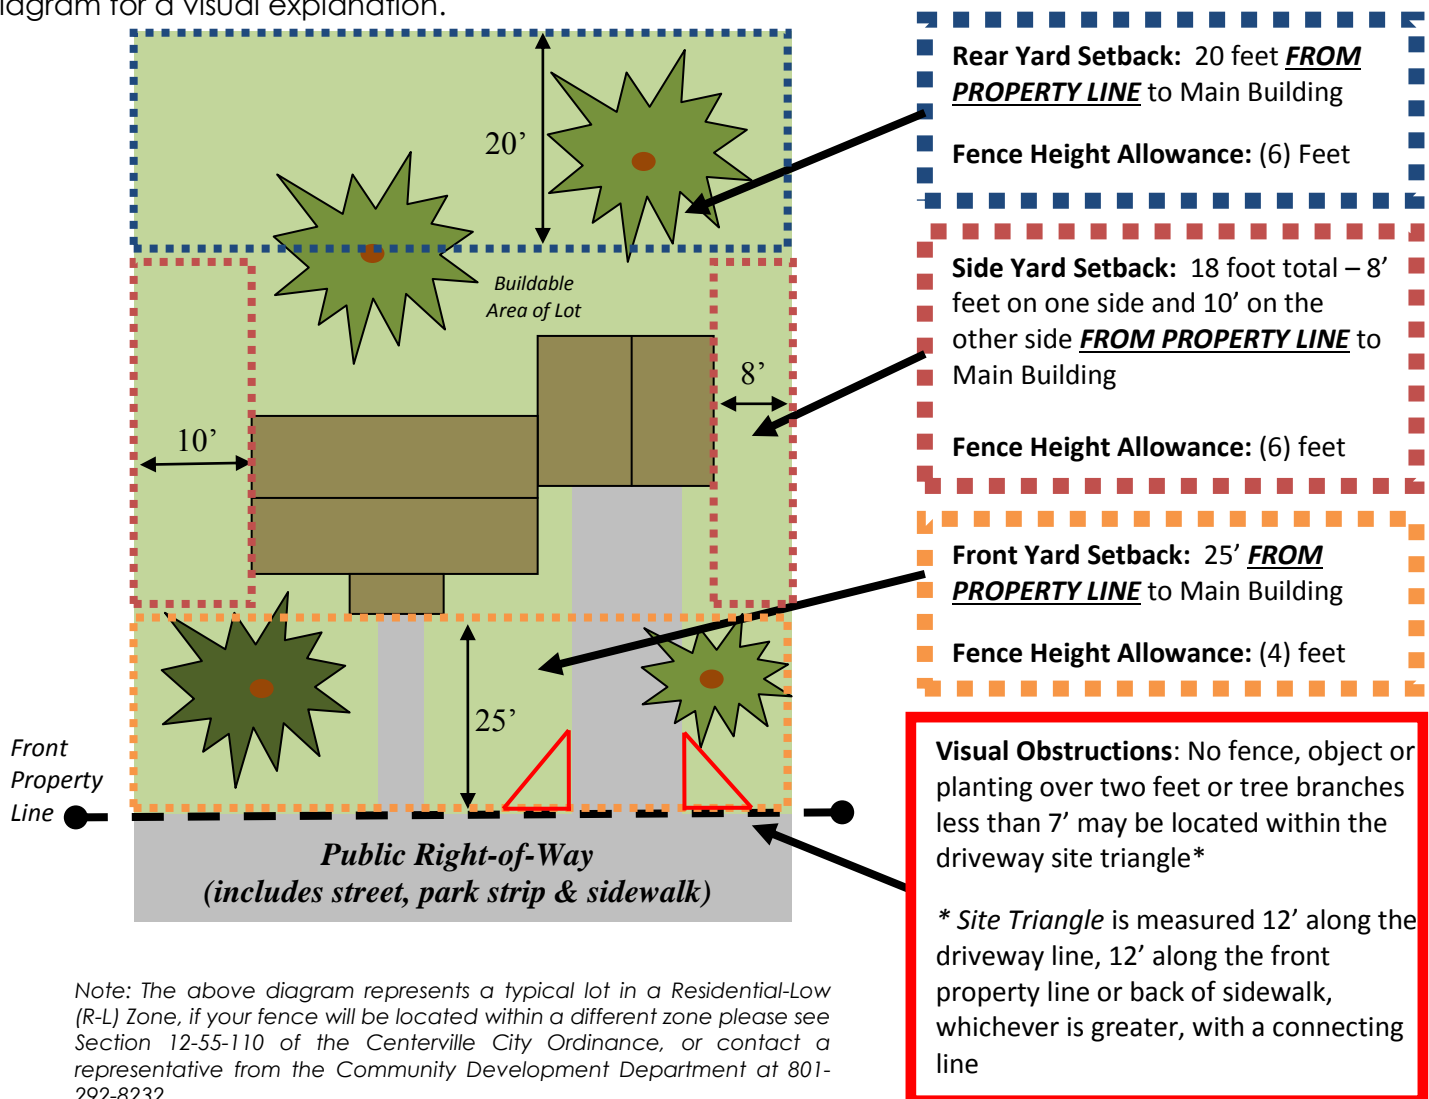 diagram for a visual explanation.
20’
Buildable
Area of Lot
8’
10’
25’
Front
Property
Line
Public Right-of-Way
(includes street, park strip & sidewalk)
Rear Yard Setback: 20 feet FROM
PROPERTY LINE to Main Building
Fence Height Allowance: (6) Feet
Side Yard Setback: 18 foot total – 8’
feet on one side and 10’ on the
other side FROM PROPERTY LINE to
Main Building
Fence Height Allowance: (6) feet
Front Yard Setback: 25’ FROM
PROPERTY LINE to Main Building
Fence Height Allowance: (4) feet
Visual Obstructions: No fence, object or
planting over two feet or tree branches
less than 7’ may be located within the
driveway site triangle*
* Site Triangle is measured 12’ along the
driveway line, 12’ along the front
property line or back of sidewalk,
whichever is greater, with a connecting
line
Note: The above diagram represents a typical lot in a Residential-Low
(R-L) Zone, if your fence will be located within a different zone please see
Section 12-55-110 of the Centerville City Ordinance, or contact a
representative from the Community Development Department at 801-
292-8232